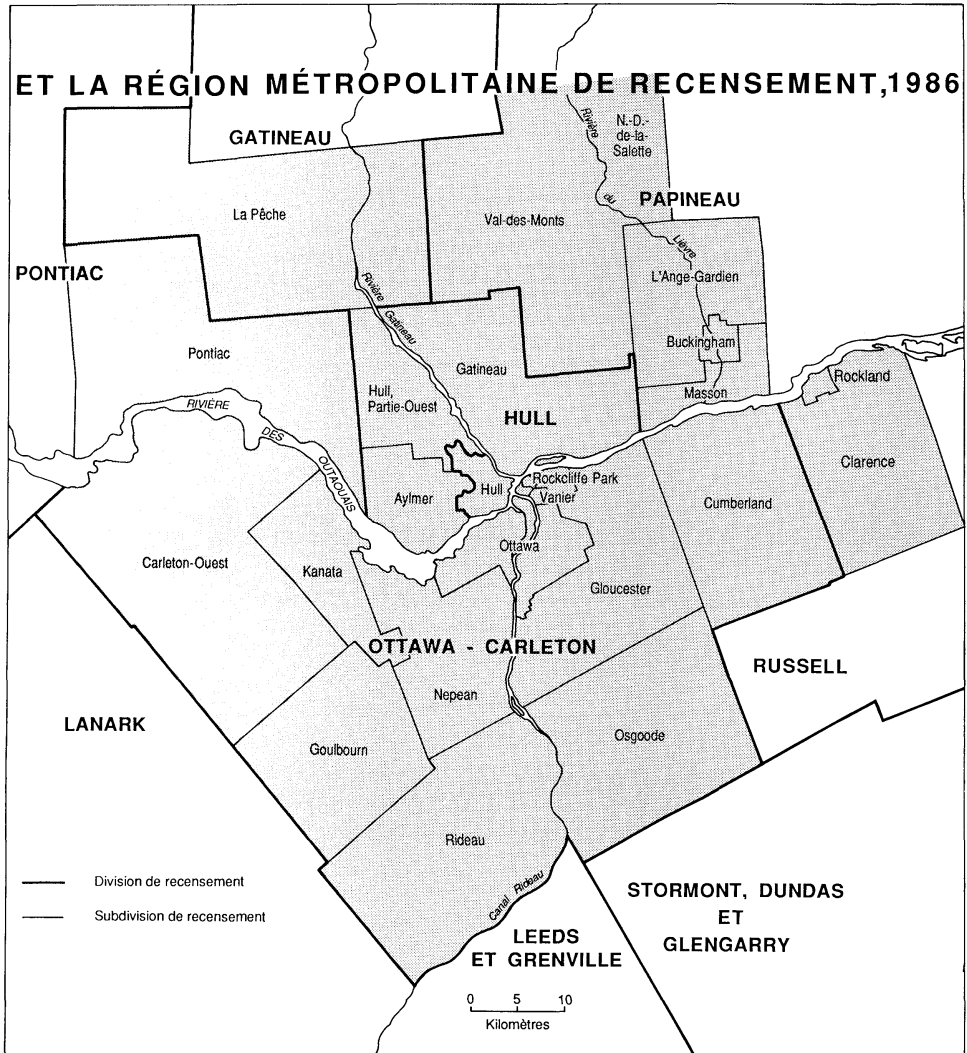 ET LA RÉGION MÉTROPOLITAINE DE RECENSEMENT, 1986
GATINEAU
N.-D.-
de-la-
Salette
Rivière
du
Lièvre
PAPINEAU
La Pêche
Val-des-Monts
PONTIAC
L'Ange-Gardien
Rivière
Gatineau
Pontiac
Buckingham
Gatineau
Rockland
Hull,
Partie-Ouest
Masson
RIVIÈRE
DES
OUTAOUAIS
HULL
Clarence
Rockcliffe Park
Hull
Aylmer
Vanier
Cumberland
Ottawa
Carleton-Ouest
Kanata
Gloucester
OTTAWA - CARLETON
RUSSELL
Nepean
LANARK
Goulbourn
Osgoode
Rideau
Division de recensement
Subdivision de recensement
Canal Rideau
STORMONT, DUNDAS
ET
GLENGARRY
LEEDS
ET GRENVILLE
0 5 10
Kilomètres